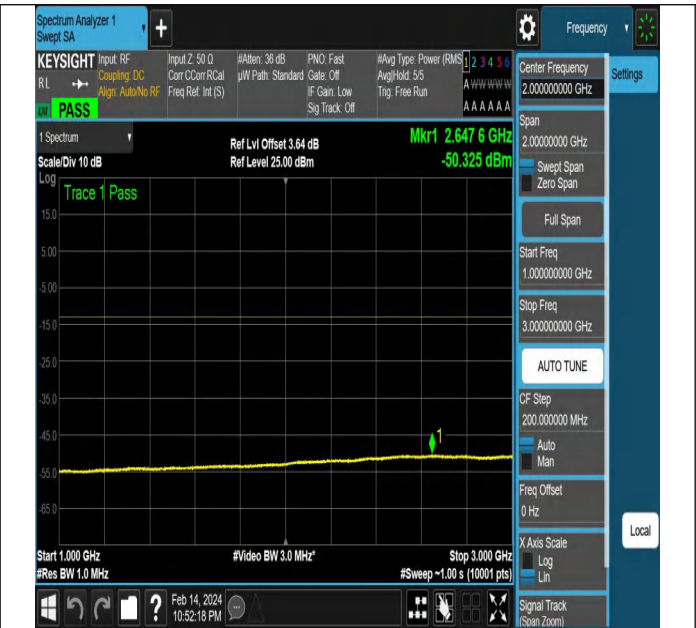 Spectrum Analyzer 1
Swept SA
+
Frequency
KEYSIGHT
Input: RF
Coupling: DC
Align: Auto/No RF
Input Z: 50 Ω
Corr CCorr RCal
Freq Ref: Int (S)
#Atten: 36 dB
µW Path: Standard
PNO: Fast
Gate: Off
IF Gain: Low
Sig Track: Off
#Avg Type: Power (RMS
Avg|Hold: 5/5
Trig: Free Run
1 2 3 4 5 6
A W W W W W
A A A A A A
R L
PASS
1 Spectrum
Scale/Div 10 dB
Ref Lvl Offset 3.64 dB
Ref Level 25.00 dBm
Mkr1 2.647 6 GHz
-50.325 dBm
Log
Trace 1 Pass
15.0
5.00
-5.00
-15.0
-25.0
-35.0
-45.0
-55.0
-65.0
1
Start 1.000 GHz
#Res BW 1.0 MHz
#Video BW 3.0 MHz*
Stop 3.000 GHz
#Sweep ~1.00 s (10001 pts)
?
Feb 14, 2024
10:52:18 PM
Center Frequency
2.000000000 GHz
Settings
Span
2.00000000 GHz
Swept Span
Zero Span
Full Span
Start Freq
1.000000000 GHz
Stop Freq
3.000000000 GHz
AUTO TUNE
CF Step
200.000000 MHz
Auto
Man
Freq Offset
0 Hz
Local
X Axis Scale
Log
Lin
Signal Track
(Span Zoom)